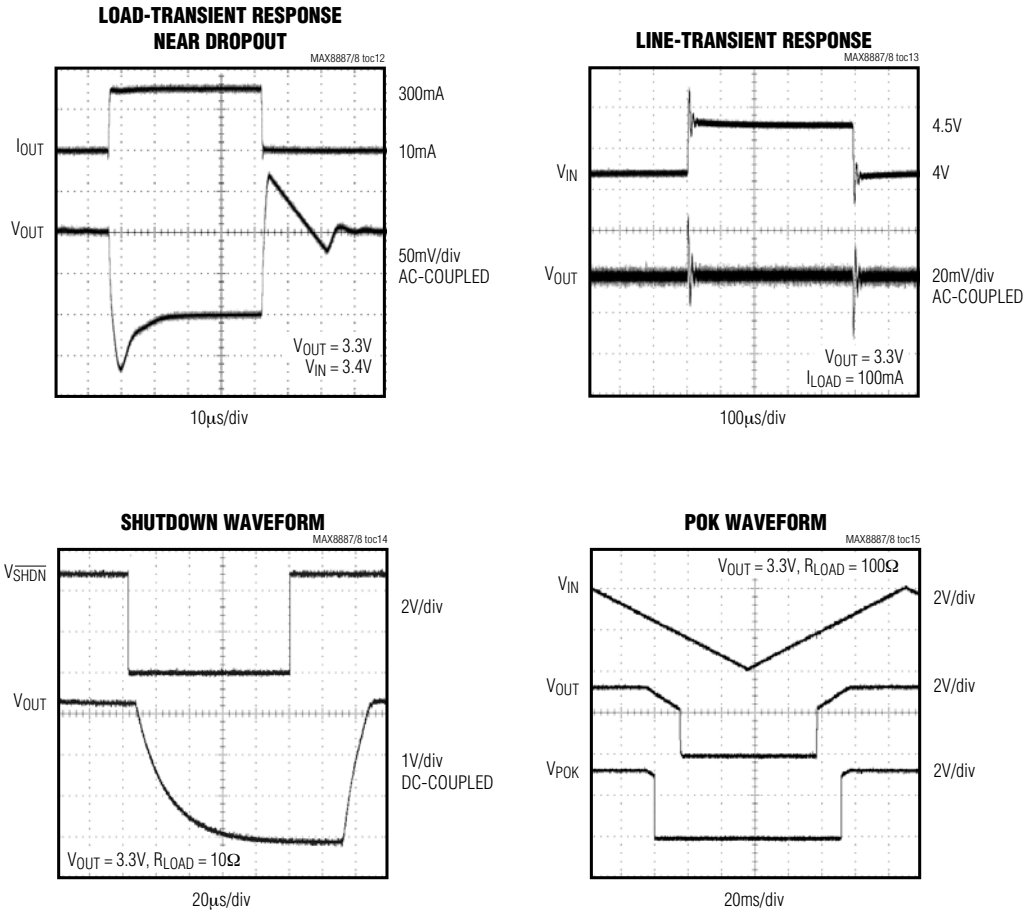 LOAD-TRANSIENT RESPONSE
NEAR DROPOUT
MAX8887/8 toc12
300mA
IOUT
10mA
VOUT
50mV/div
AC-COUPLED
VOUT = 3.3V
VIN = 3.4V
10μs/div
LINE-TRANSIENT RESPONSE
MAX8887/8 toc13
4.5V
VIN
4V
VOUT
20mV/div
AC-COUPLED
VOUT = 3.3V
ILOAD = 100mA
100μs/div
SHUTDOWN WAVEFORM
MAX8887/8 toc14
VS̅H̅D̅N̅
2V/div
VOUT
1V/div
DC-COUPLED
VOUT = 3.3V, RLOAD = 10Ω
20μs/div
POK WAVEFORM
MAX8887/8 toc15
VOUT = 3.3V, RLOAD = 100Ω
VIN
2V/div
VOUT
2V/div
VPOK
2V/div
20ms/div